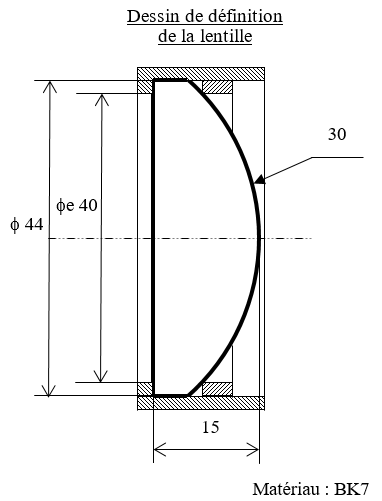 Dessin de définition
de la lentille
30
ϕe 40
ϕ 44
15
Matériau : BK7